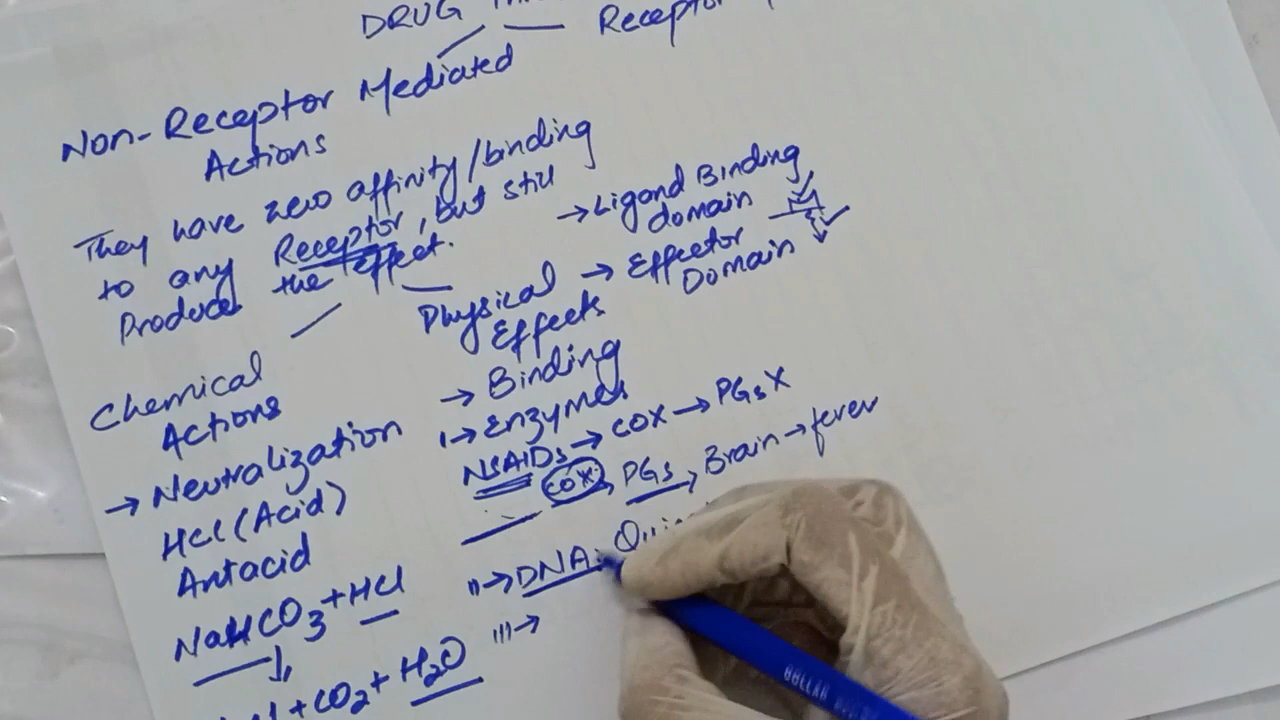 DRUG
Receptor
Non-Receptor Mediated
Actions
They have zero affinity/binding
to any Receptor, but still
Produces the effect.
→ Ligand Binding
domain
→ Effector
Domain
Physical
Effects
→ Binding
I→ Enzymes
NSAIDs → COX → PGs X
COX → PGs → Brain → fever
II→ DNA:
III→
Chemical
Actions
→ Neutralization
HCl (Acid)
Antacid
NaHCO3 + HCl
↓
+ CO2 + H2O